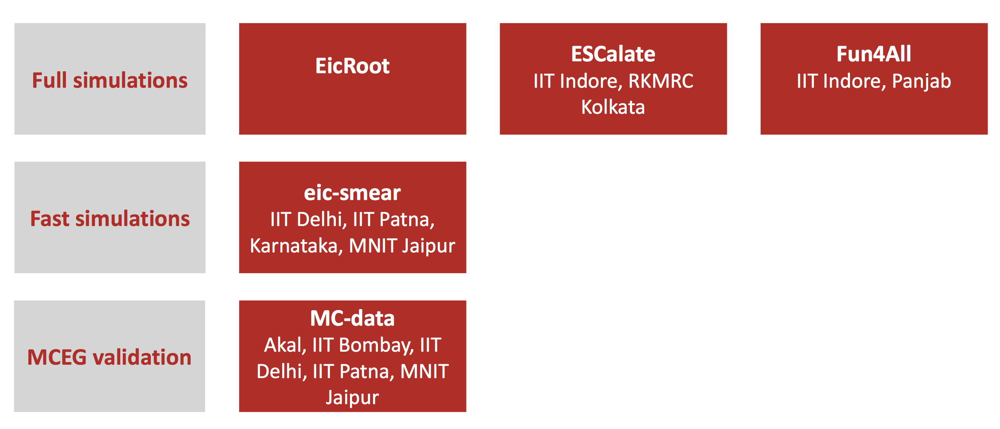 Full simulations
EicRoot
ESCalate
IIT Indore, RKMRC
Kolkata
Fun4All
IIT Indore, Panjab
Fast simulations
eic-smear
IIT Delhi, IIT Patna,
Karnataka, MNIT Jaipur
MCEG validation
MC-data
Akal, IIT Bombay, IIT
Delhi, IIT Patna, MNIT
Jaipur